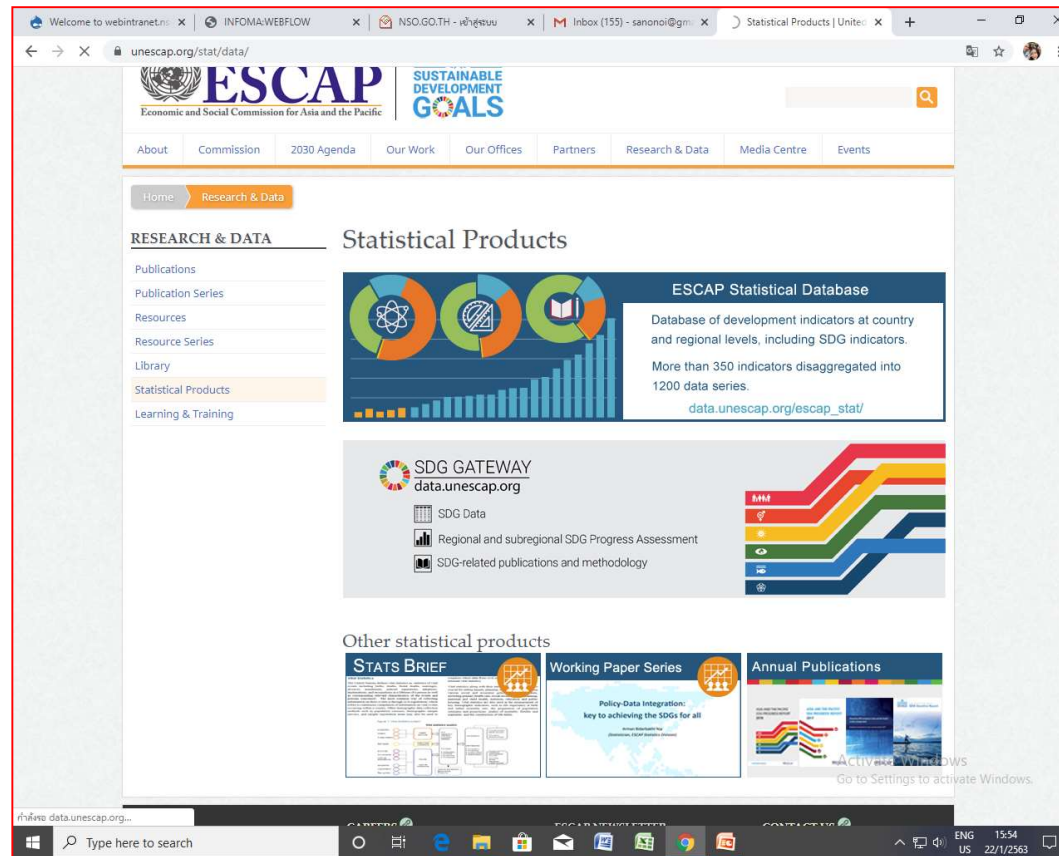 Welcome to webintranet.ns
INFOMA:WEBFLOW
NSO.GO.TH - เข้าสู่ระบบ
Inbox (155) - sanonoi@gm
Statistical Products | United
unescap.org/stat/data/
ESCAP
Economic and Social Commission for Asia and the Pacific
SUSTAINABLE
DEVELOPMENT
GOALS
About
Commission
2030 Agenda
Our Work
Our Offices
Partners
Research & Data
Media Centre
Events
Home
Research & Data
RESEARCH & DATA
Publications
Publication Series
Resources
Resource Series
Library
Statistical Products
Learning & Training
Statistical Products
ESCAP Statistical Database
Database of development indicators at country
and regional levels, including SDG indicators.
More than 350 indicators disaggregated into
1200 data series.
data.unescap.org/escap_stat/
SDG GATEWAY
data.unescap.org
SDG Data
Regional and subregional SDG Progress Assessment
SDG-related publications and methodology
Other statistical products
STATS BRIEF
Working Paper Series
Policy-Data Integration:
key to achieving the SDGs for all
Annual Publications
Activate Windows
Go to Settings to activate Windows.
data.unescap.org...
CAREERS
ESCAP NEWSLETTER
CONTACT US
Type here to search
ENG
US
15:54
22/1/2563